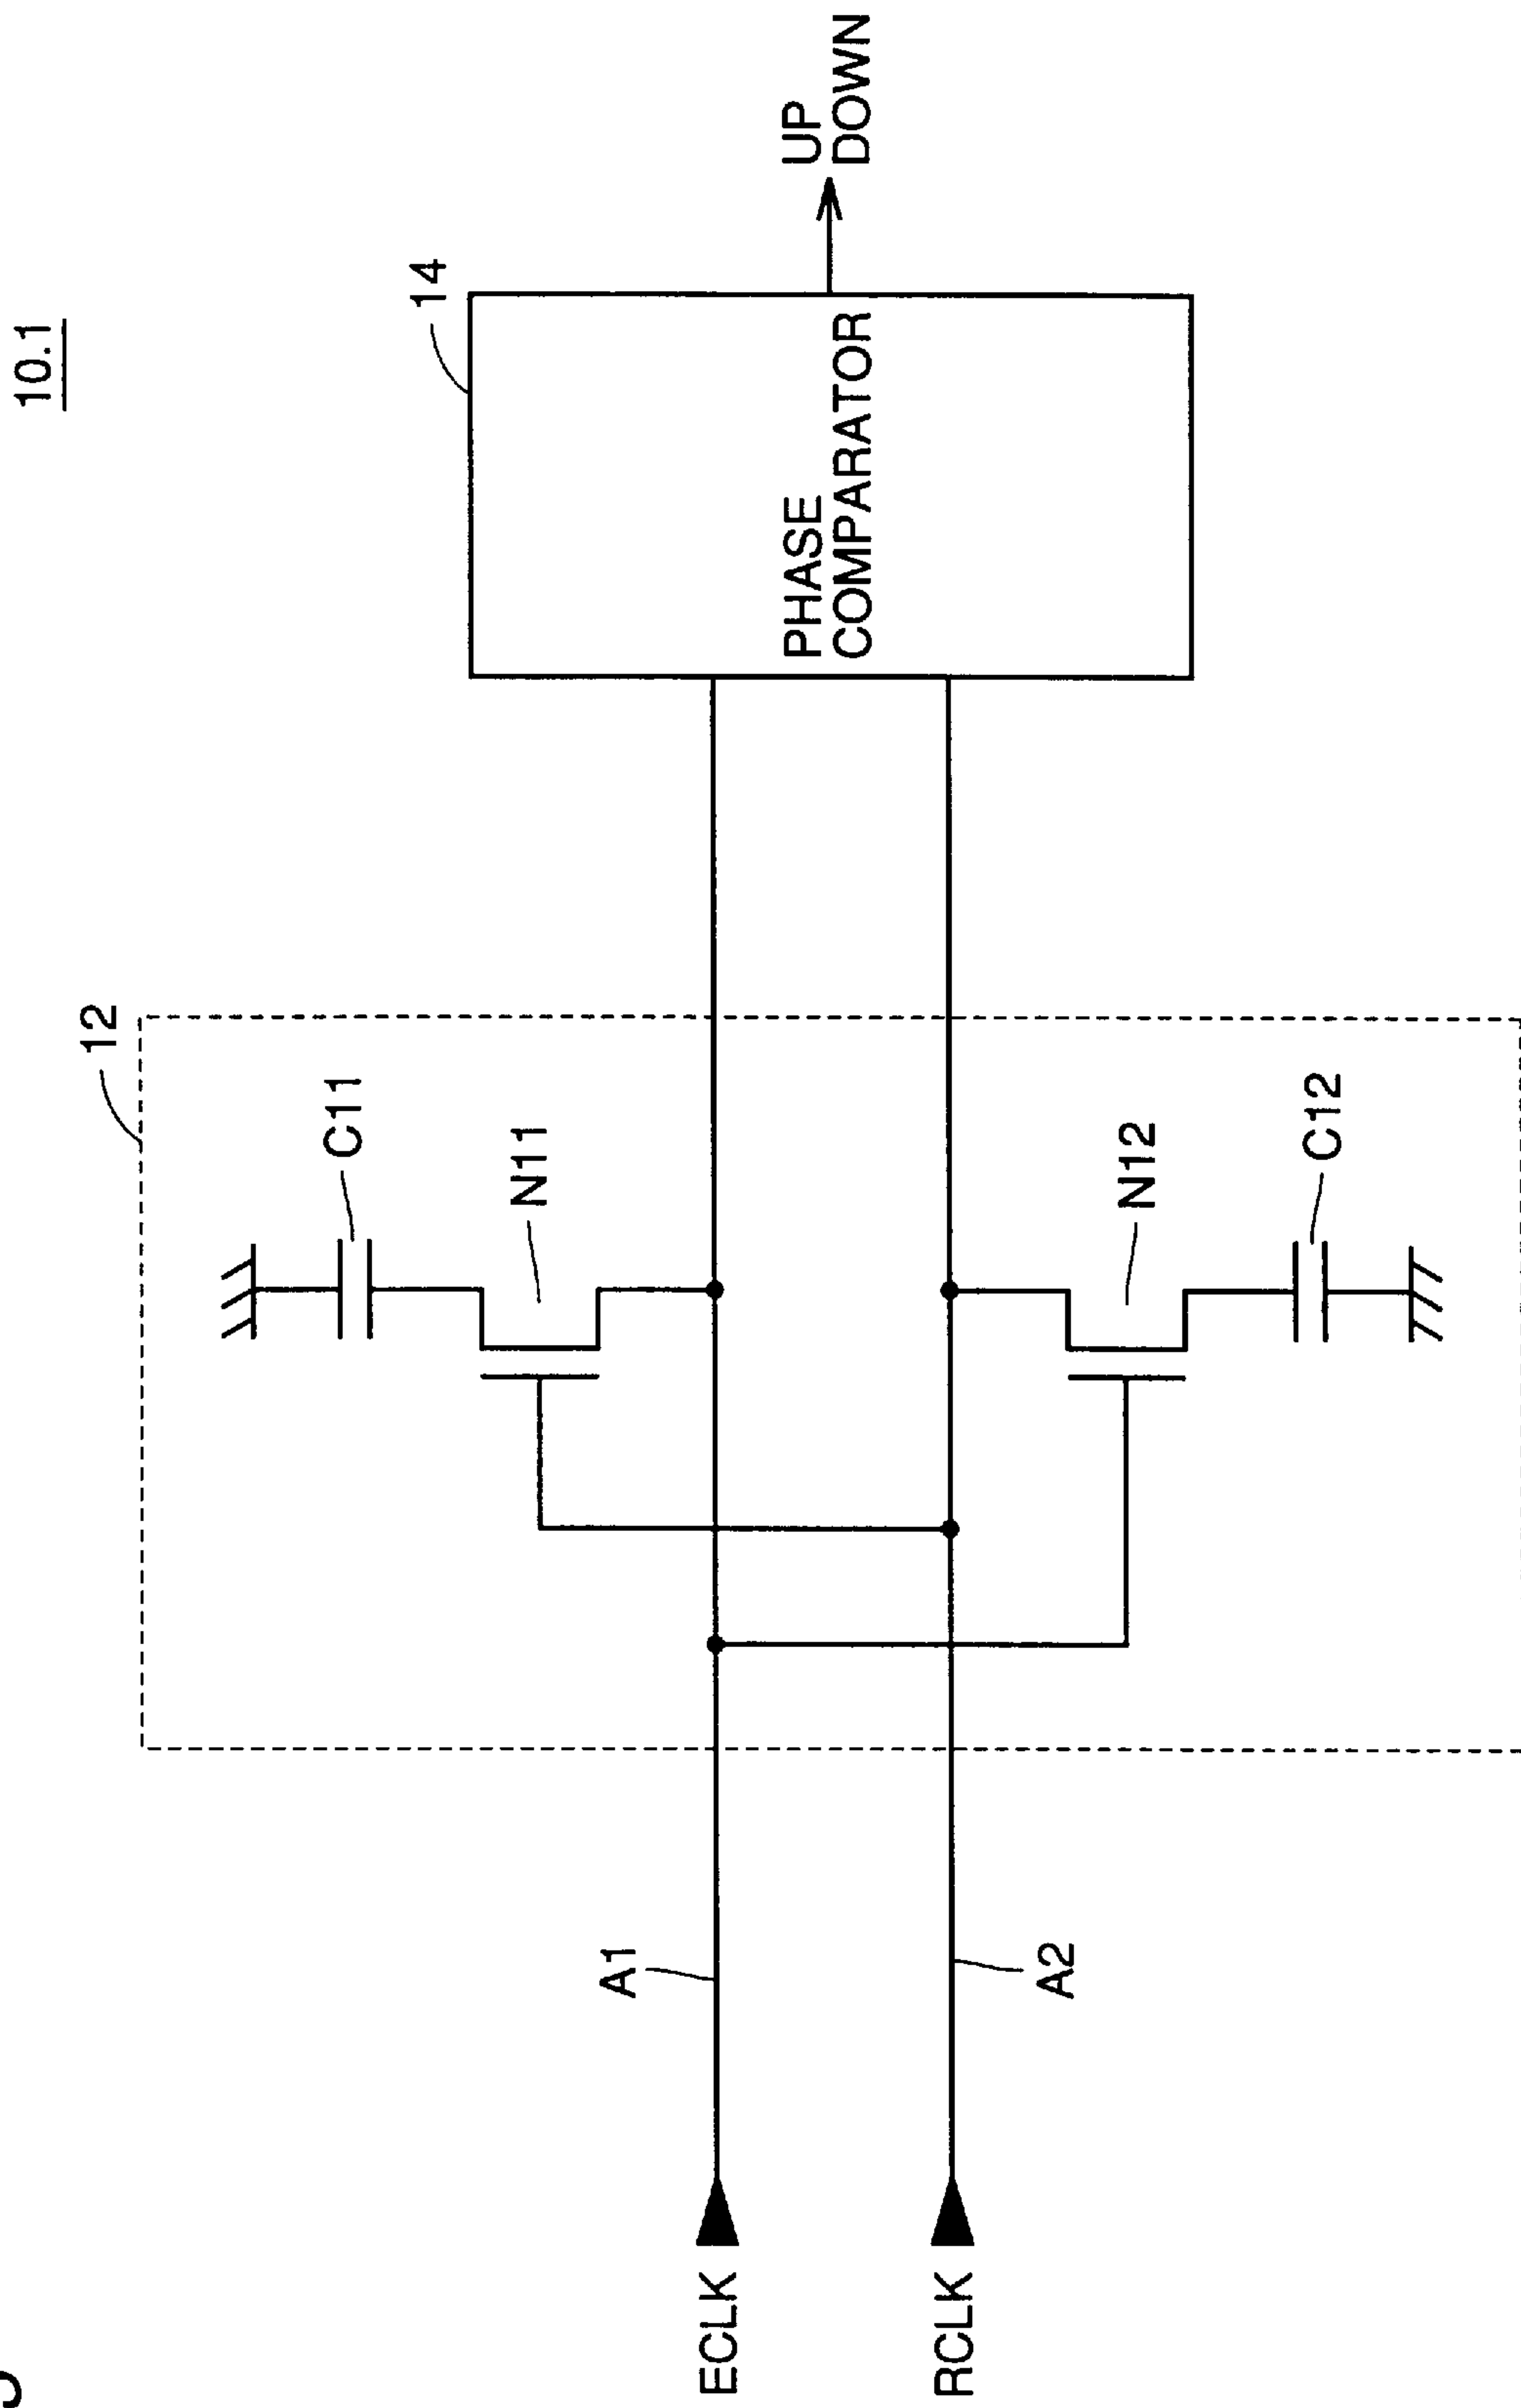 10.1
12
14
C11
N11
A1
ECLK
PHASE
COMPARATOR
UP
DOWN
RCLK
A2
N12
C12